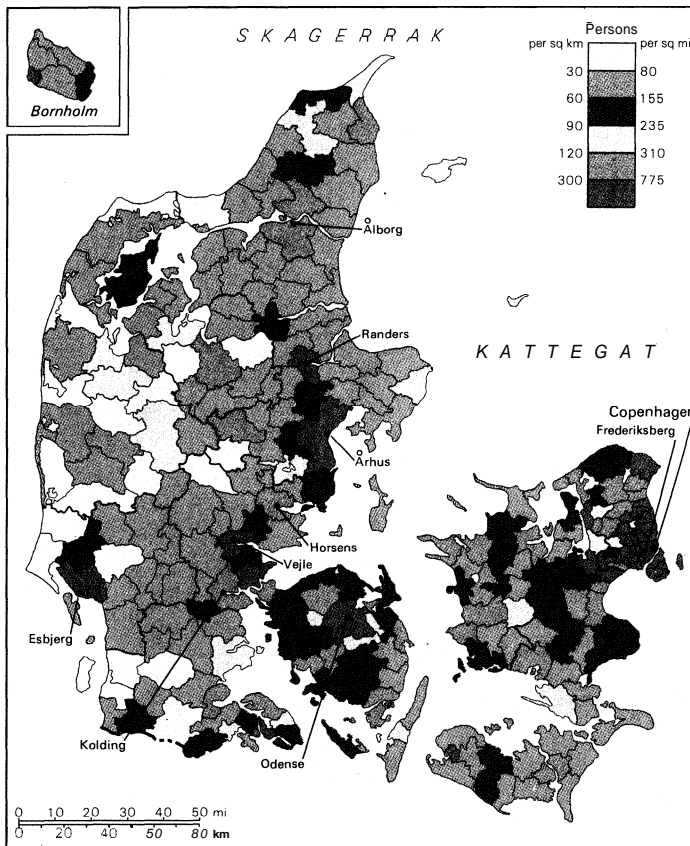 SKAGERRAK
Bornholm
Persons
per sq km per sq mi
30 80
60 155
90 235
120 310
300 775
Ålborg
Randers
KATTEGAT
Copenhagen
Frederiksberg
Århus
Horsens
Vejle
Esbjerg
Kolding
Odense
0 10 20 30 40 50 mi
0 20 40 50 80 km